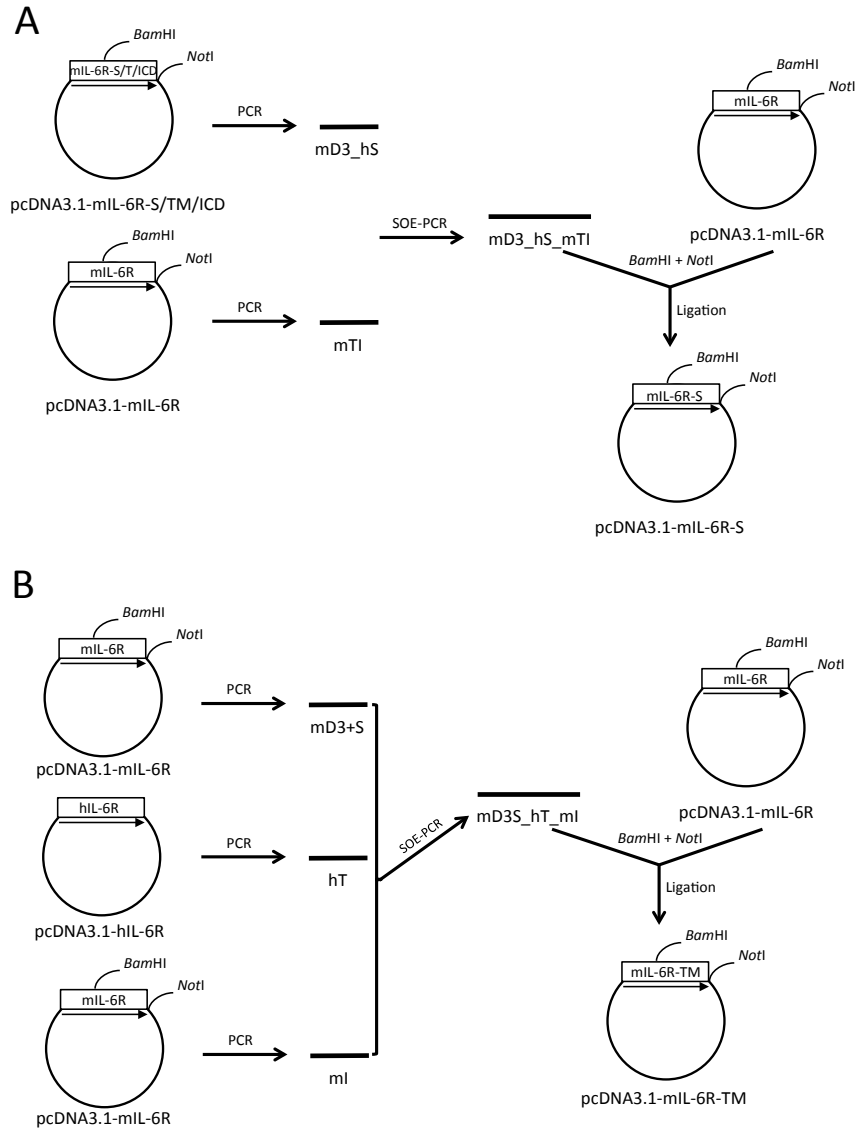 A
BamHI
mIL-6R-S/T/ICD
NotI
PCR
mD3_hS
pcDNA3.1-mIL-6R-S/TM/ICD
BamHI
mIL-6R
NotI
pcDNA3.1-mIL-6R
SOE-PCR
mD3_hS_mTI
BamHI
mIL-6R
NotI
PCR
mTI
pcDNA3.1-mIL-6R
BamHI + NotI
Ligation
BamHI
mIL-6R-S
NotI
pcDNA3.1-mIL-6R-S
B
BamHI
mIL-6R
NotI
PCR
mD3+S
pcDNA3.1-mIL-6R
BamHI
mIL-6R
NotI
pcDNA3.1-mIL-6R
hIL-6R
PCR
hT
pcDNA3.1-hIL-6R
SOE-PCR
mD3S_hT_mI
BamHI + NotI
Ligation
BamHI
mIL-6R
NotI
PCR
mI
pcDNA3.1-mIL-6R
BamHI
mIL-6R-TM
NotI
pcDNA3.1-mIL-6R-TM